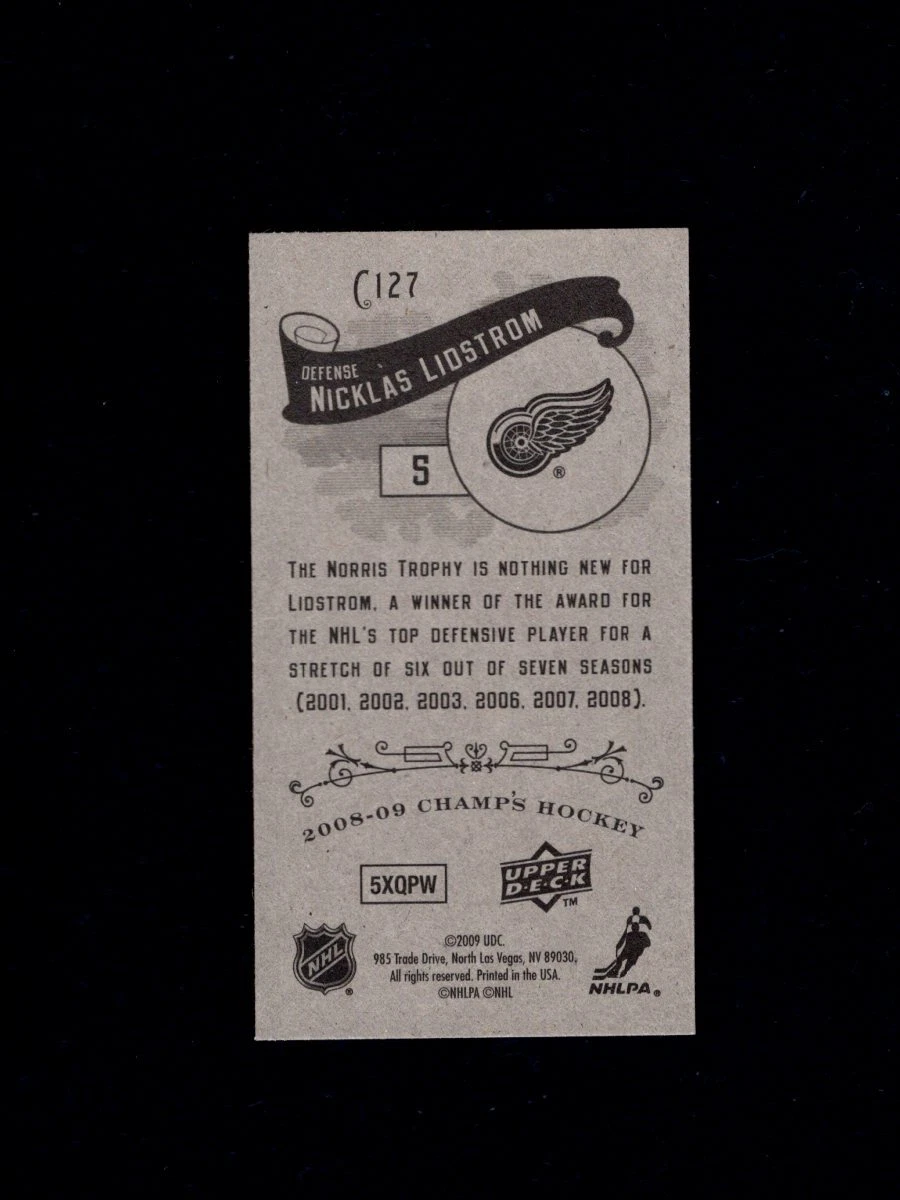 C127
DEFENSE
NICKLAS LIDSTROM
5
®
THE NORRIS TROPHY IS NOTHING NEW FOR
LIDSTROM, A WINNER OF THE AWARD FOR
THE NHL'S TOP DEFENSIVE PLAYER FOR A
STRETCH OF SIX OUT OF SEVEN SEASONS
(2001, 2002, 2003, 2006, 2007, 2008).
2008-09 CHAMP'S HOCKEY
5XQPW
UPPER
D·E·C·K
TM
NHL
®
©2009 UDC.
985 Trade Drive, North Las Vegas, NV 89030.
All rights reserved. Printed in the USA.
©NHLPA ©NHL
NHLPA®